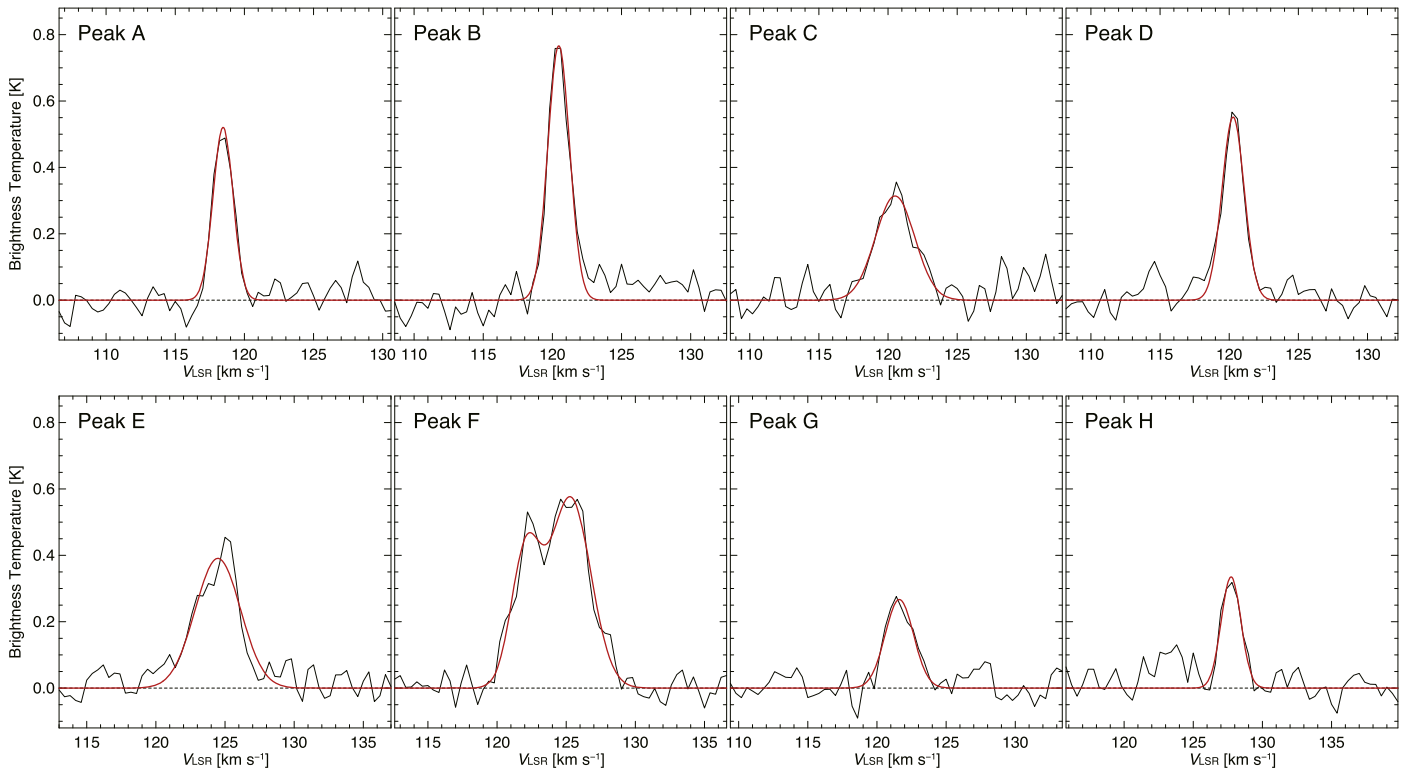 Peak A Peak B Peak C Peak D
Brightness Temperature [K]
0.8
0.6
0.4
0.2
0.0
110 115 120 125 130 110 115 120 125 130 110 115 120 125 130 110 115 120 125 130
VLSR [km s⁻¹] VLSR [km s⁻¹] VLSR [km s⁻¹] VLSR [km s⁻¹]
Peak E Peak F Peak G Peak H
Brightness Temperature [K]
0.8
0.6
0.4
0.2
0.0
115 120 125 130 135 115 120 125 130 135 110 115 120 125 130 120 125 130 135
VLSR [km s⁻¹] VLSR [km s⁻¹] VLSR [km s⁻¹] VLSR [km s⁻¹]